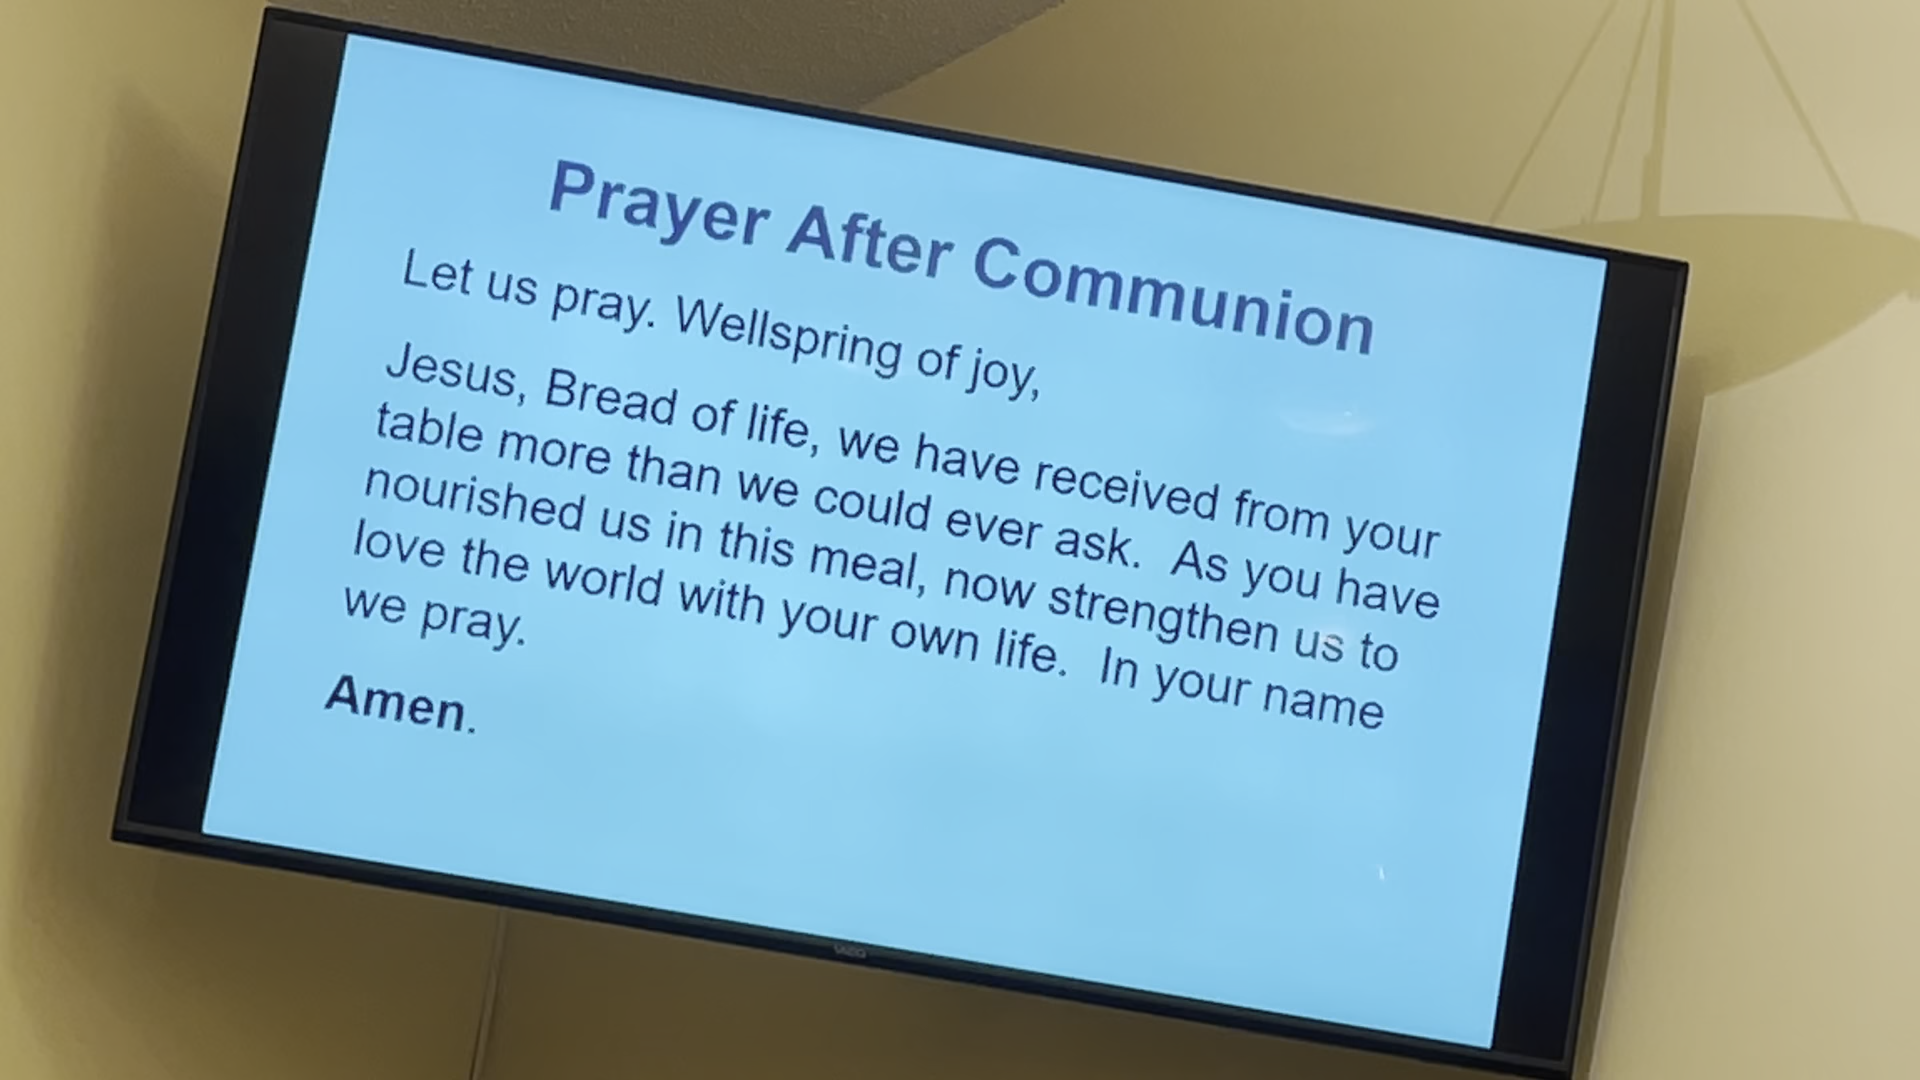 Prayer After Communion
Let us pray. Wellspring of joy,
Jesus, Bread of life, we have received from your
table more than we could ever ask.  As you have
nourished us in this meal, now strengthen us to
love the world with your own life.  In your name
we pray.
Amen.